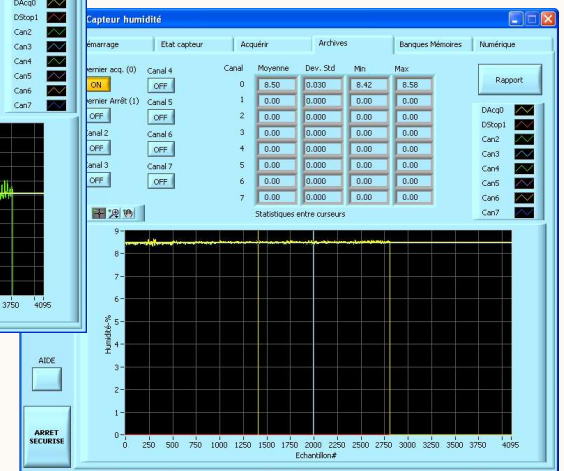 DAcq0
DStop1
Can2
Can3
Can4
Can5
Can6
Can7
3750 4095
Capteur humidité
émarrage Etat capteur Acquérir Archives Banques Mémoires Numérique
ernier acq. (0) Canal 4
ON OFF
ernier Arrêt (1) Canal 5
OFF OFF
anal 2 Canal 6
OFF OFF
anal 3 Canal 7
OFF OFF
Canal Moyenne Dev. Std Min Max
0 8.50 0.030 8.42 8.58
1 0.00 0.000 0.00 0.00
2 0.00 0.000 0.00 0.00
3 0.00 0.000 0.00 0.00
4 0.00 0.000 0.00 0.00
5 0.00 0.000 0.00 0.00
6 0.00 0.000 0.00 0.00
7 0.00 0.000 0.00 0.00
Statistiques entre curseurs
Rapport
DAcq0
DStop1
Can2
Can3
Can4
Can5
Can6
Can7
Humidité-%
9
8
7
6
5
4
3
2
1
0
0 250 500 750 1000 1250 1500 1750 2000 2250 2500 2750 3000 3250 3500 3750 4095
Echantillon#
AIDE
ARRET
SECURISE